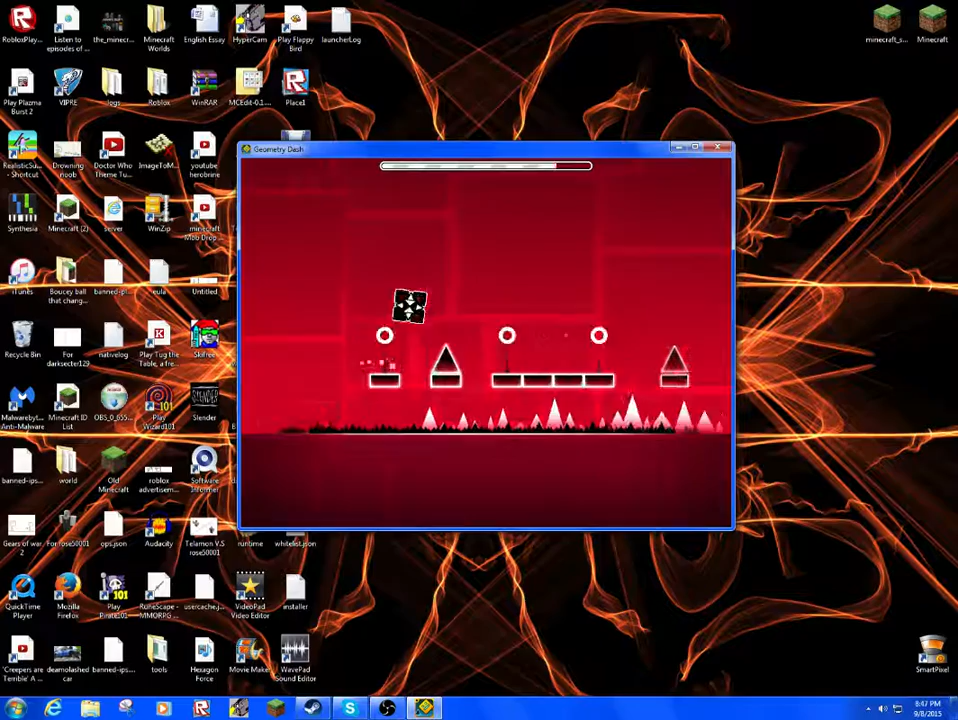 RobloxPlay...
Listen to episodes of ...
the_minecr...
Minecraft Worlds
English Essay
HyperCam
Play Flappy Bird
launcherLog
minecraft_s...
Minecraft
Play Plazma Burst 2
VIPRE
logs
Roblox
WinRAR
MCEdit-0.1....
Place1
Geometry Dash
RealisticSu... - Shortcut
Drowning noob
Doctor Who Theme Tu...
ImageToM...
youtube herobrine
Synthesia
Minecraft (2)
server
WinZip
minecraft Mob Drop...
iTunes
Boucey ball that chang...
banned-pl...
eula
Untitled
Recycle Bin
For darksecter129
nativelog
Play Tug the Table, a fre...
Skifree
Malwareby... Anti-Malware
Minecraft ID List
OBS_0_655...
Play Wizard101
Slender
banned-ips...
world
Old Minecraft
roblox advertisem...
Software Informer
Gears of war 2
For rose50001
ops.json
Audacity
Telamon V.S rose50001
runtime
whitelist.json
QuickTime Player
Mozilla Firefox
Play Pirate101
RuneScape - MMORPG ...
usercache.j...
VideoPad Video Editor
installer
'Creepers are Terrible' A ...
deamolashed car
banned-ips...
tools
Hexagon Force
Movie Maker
WavePad Sound Editor
SmartPixel
8:47 PM
9/8/2015